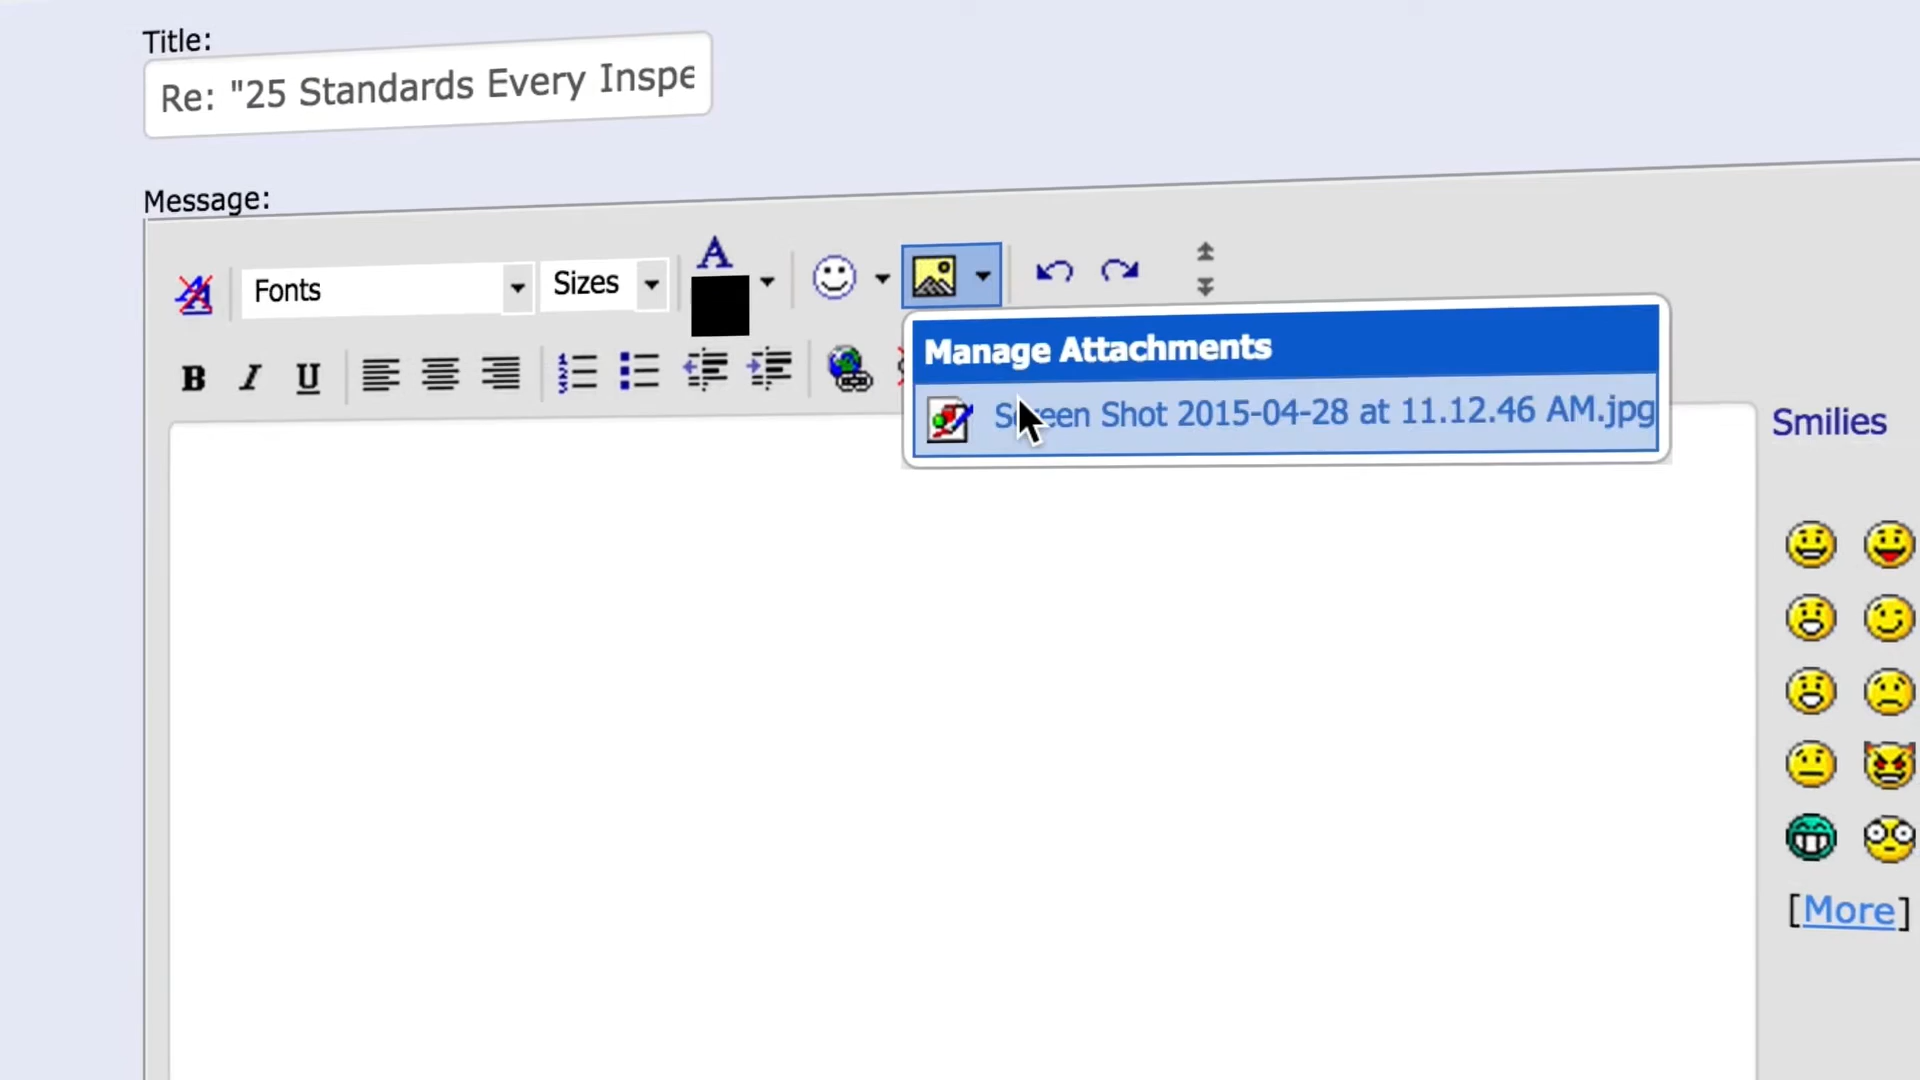 Title:
Re: "25 Standards Every Inspe
Message:
Fonts
Sizes
A
B I U
Manage Attachments
Screen Shot 2015-04-28 at 11.12.46 AM.jpg
Smilies
[More]